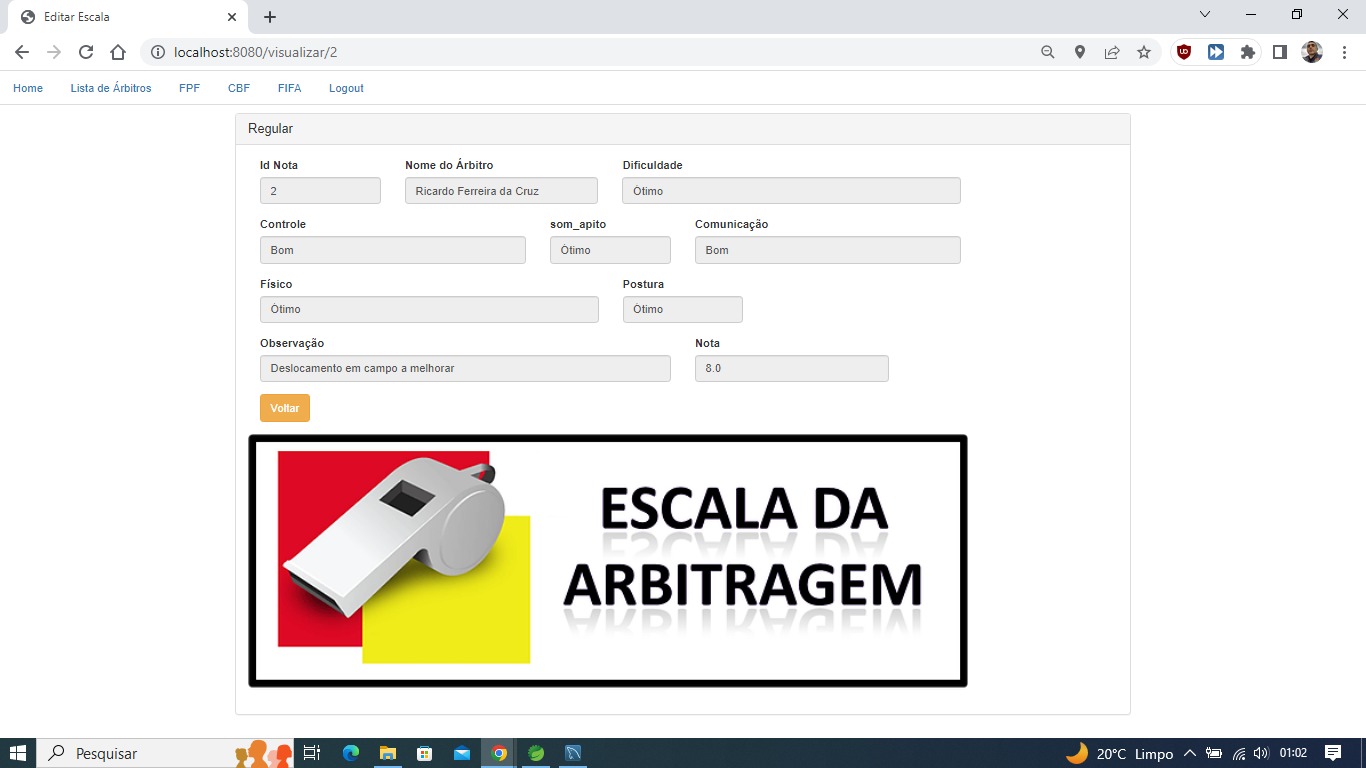 Editar Escala
localhost:8080/visualizar/2
Home Lista de Árbitros FPF CBF FIFA Logout
Regular
Id Nota Nome do Árbitro Dificuldade
2 Ricardo Ferreira da Cruz Ótimo
Controle som_apito Comunicação
Bom Ótimo Bom
Físico Postura
Ótimo Ótimo
Observação Nota
Deslocamento em campo a melhorar 8.0
Voltar
ESCALA DA
ARBITRAGEM
Pesquisar 20°C Limpo 01:02